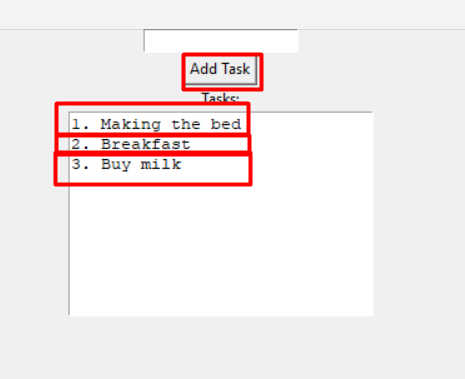 Add Task
Tasks:
1. Making the bed
2. Breakfast
3. Buy milk